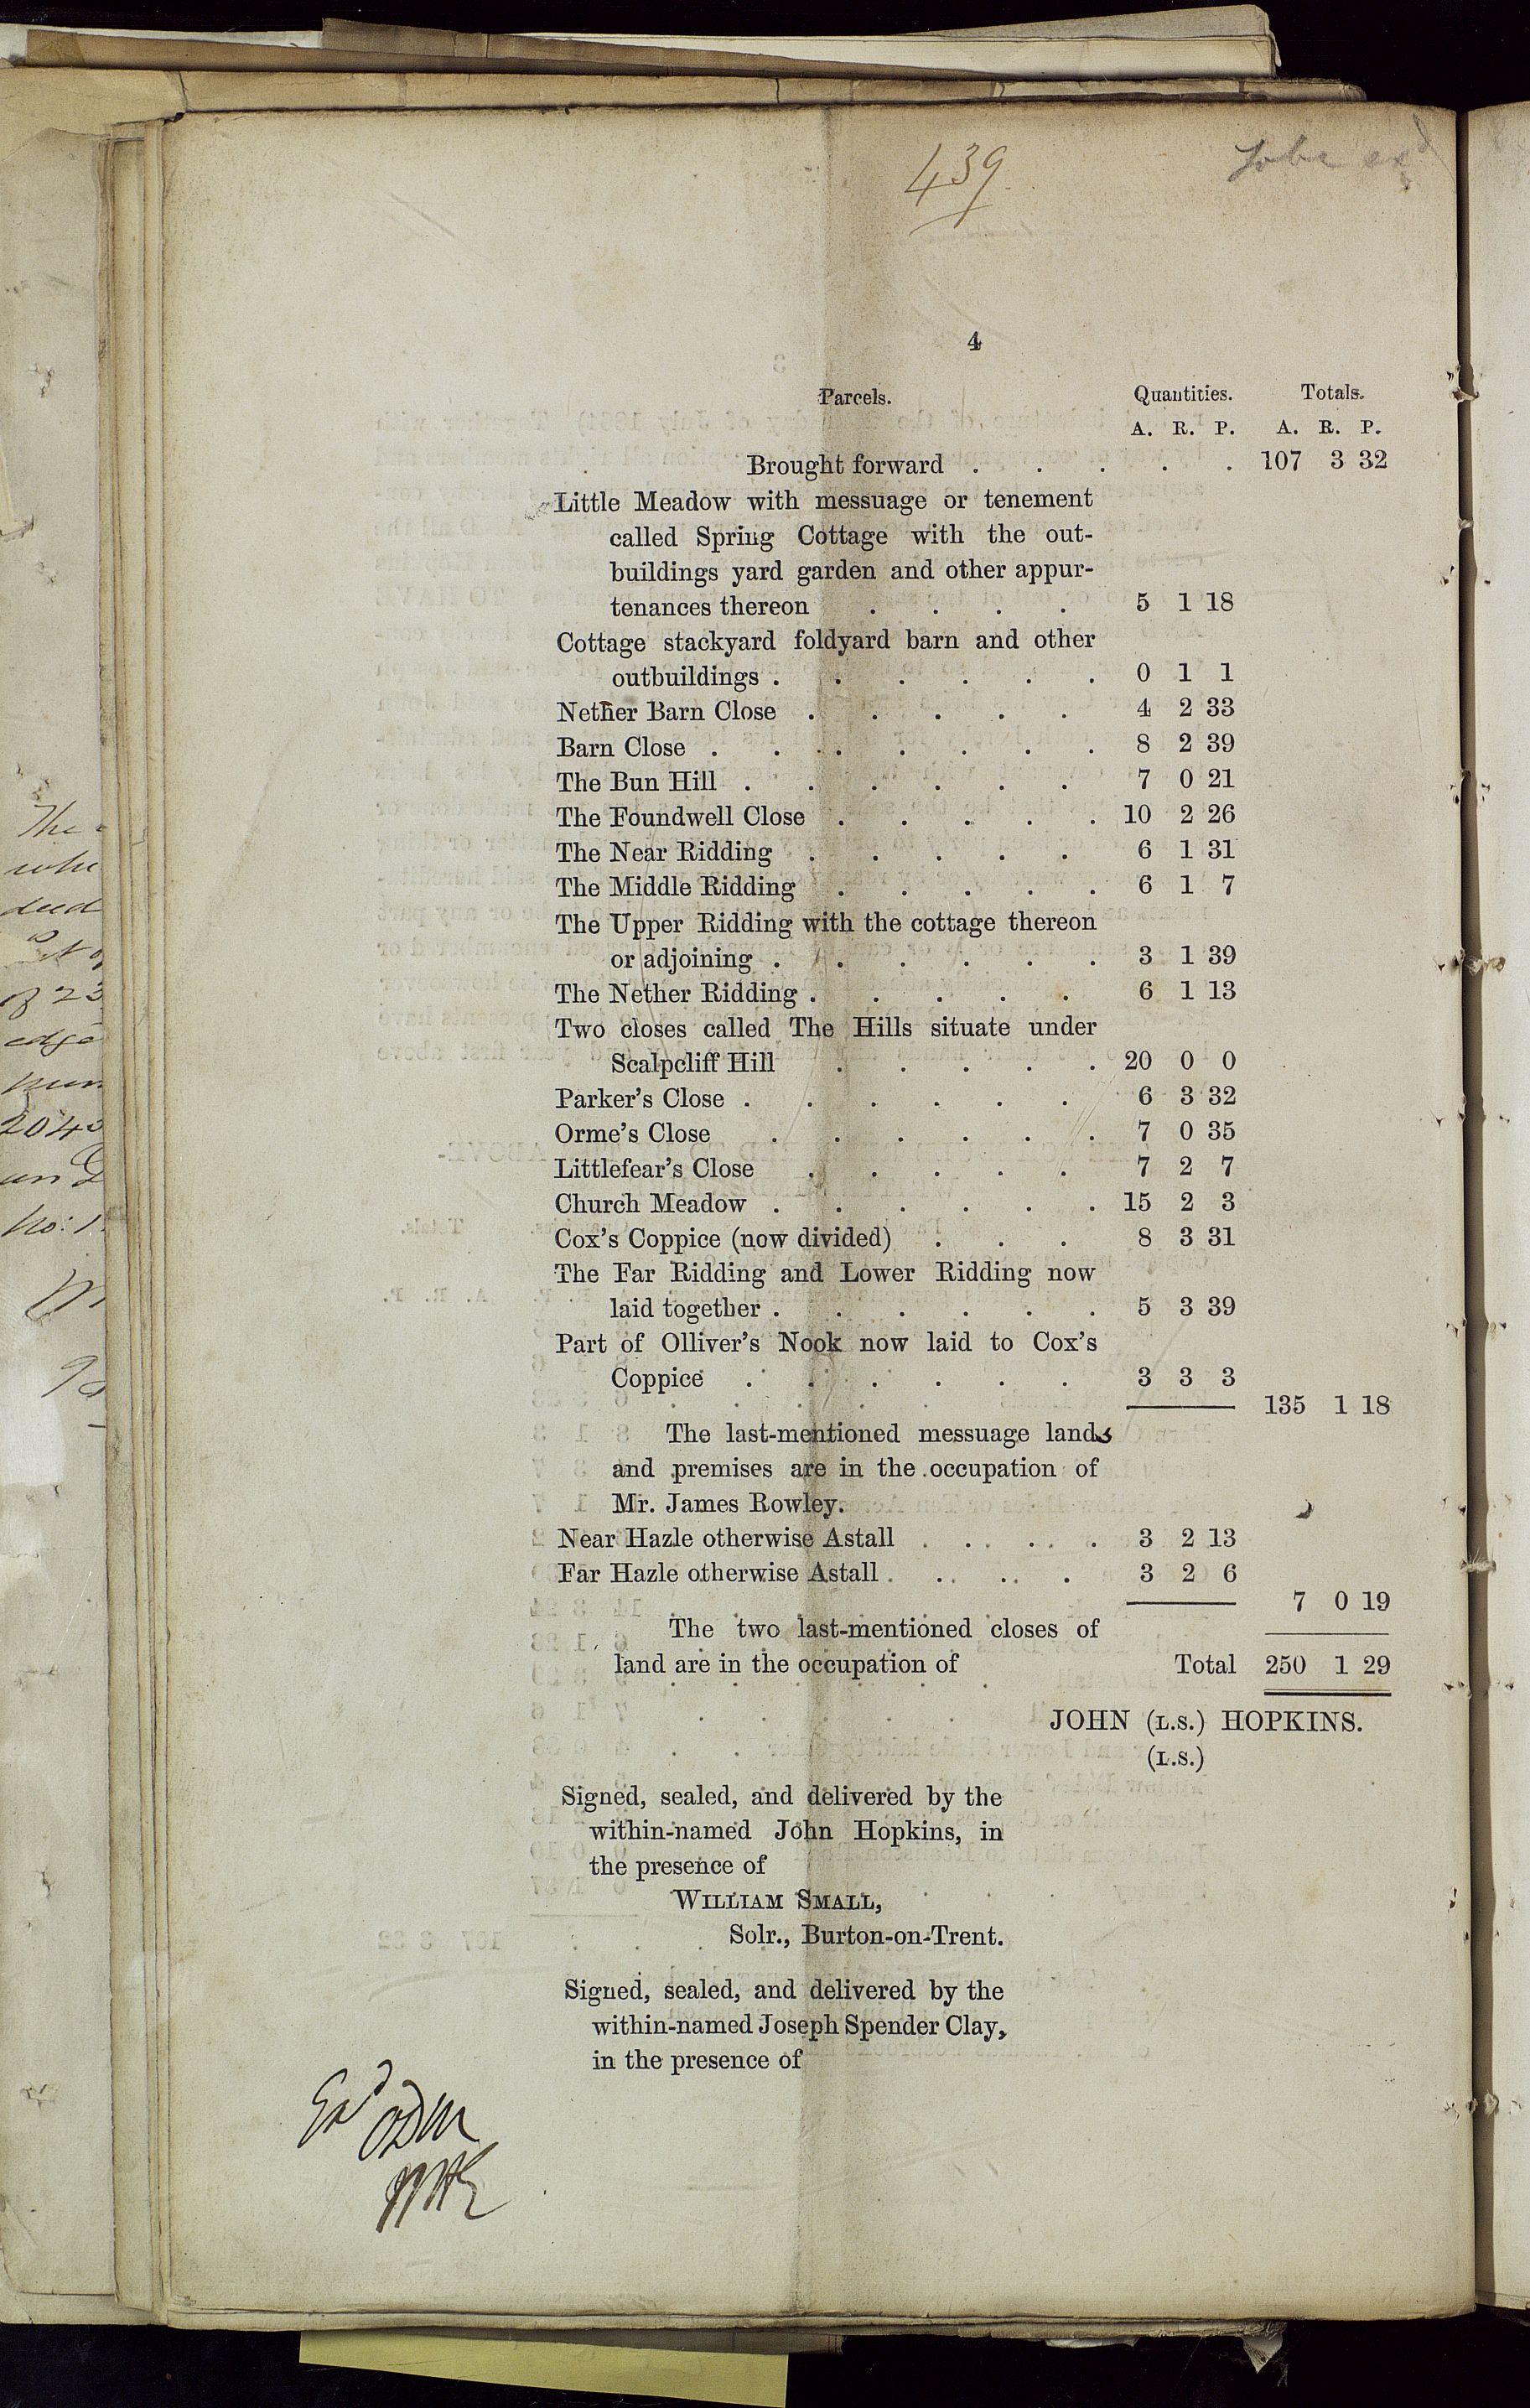 439.
4
Parcels. Quantities. Totals.
A. R. P. A. R. P.
Brought forward . . . . . 107 3 32
Little Meadow with messuage or tenement
called Spring Cottage with the out-
buildings yard garden and other appur-
tenances thereon . . . . 5 1 18
Cottage stackyard foldyard barn and other
outbuildings . . . . . . 0 1 1
Nether Barn Close . . . . . 4 2 33
Barn Close . . . . . . . 8 2 39
The Bun Hill . . . . . . 7 0 21
The Foundwell Close . . . . . 10 2 26
The Near Ridding . . . . . 6 1 31
The Middle Ridding . . . . . 6 1 7
The Upper Ridding with the cottage thereon
or adjoining . . . . . . 3 1 39
The Nether Ridding . . . . . 6 1 13
Two closes called The Hills situate under
Scalpcliff Hill . . . . . 20 0 0
Parker's Close . . . . . . 6 3 32
Orme's Close . . . . . . 7 0 35
Littlefear's Close . . . . . 7 2 7
Church Meadow . . . . . . 15 2 3
Cox's Coppice (now divided) . . . 8 3 31
The Far Ridding and Lower Ridding now
laid together . . . . . . 5 3 39
Part of Olliver's Nook now laid to Cox's
Coppice . . . . . . 3 3 3
135 1 18
The last-mentioned messuage lands
and premises are in the occupation of
Mr. James Rowley.
Near Hazle otherwise Astall . . . . 3 2 13
Far Hazle otherwise Astall . . . . 3 2 6
7 0 19
The two last-mentioned closes of
land are in the occupation of Total 250 1 29
JOHN (L.S.) HOPKINS.
(L.S.)
Signed, sealed, and delivered by the
within-named John Hopkins, in
the presence of
WILLIAM SMALL,
Solr., Burton-on-Trent.
Signed, sealed, and delivered by the
within-named Joseph Spender Clay,
in the presence of